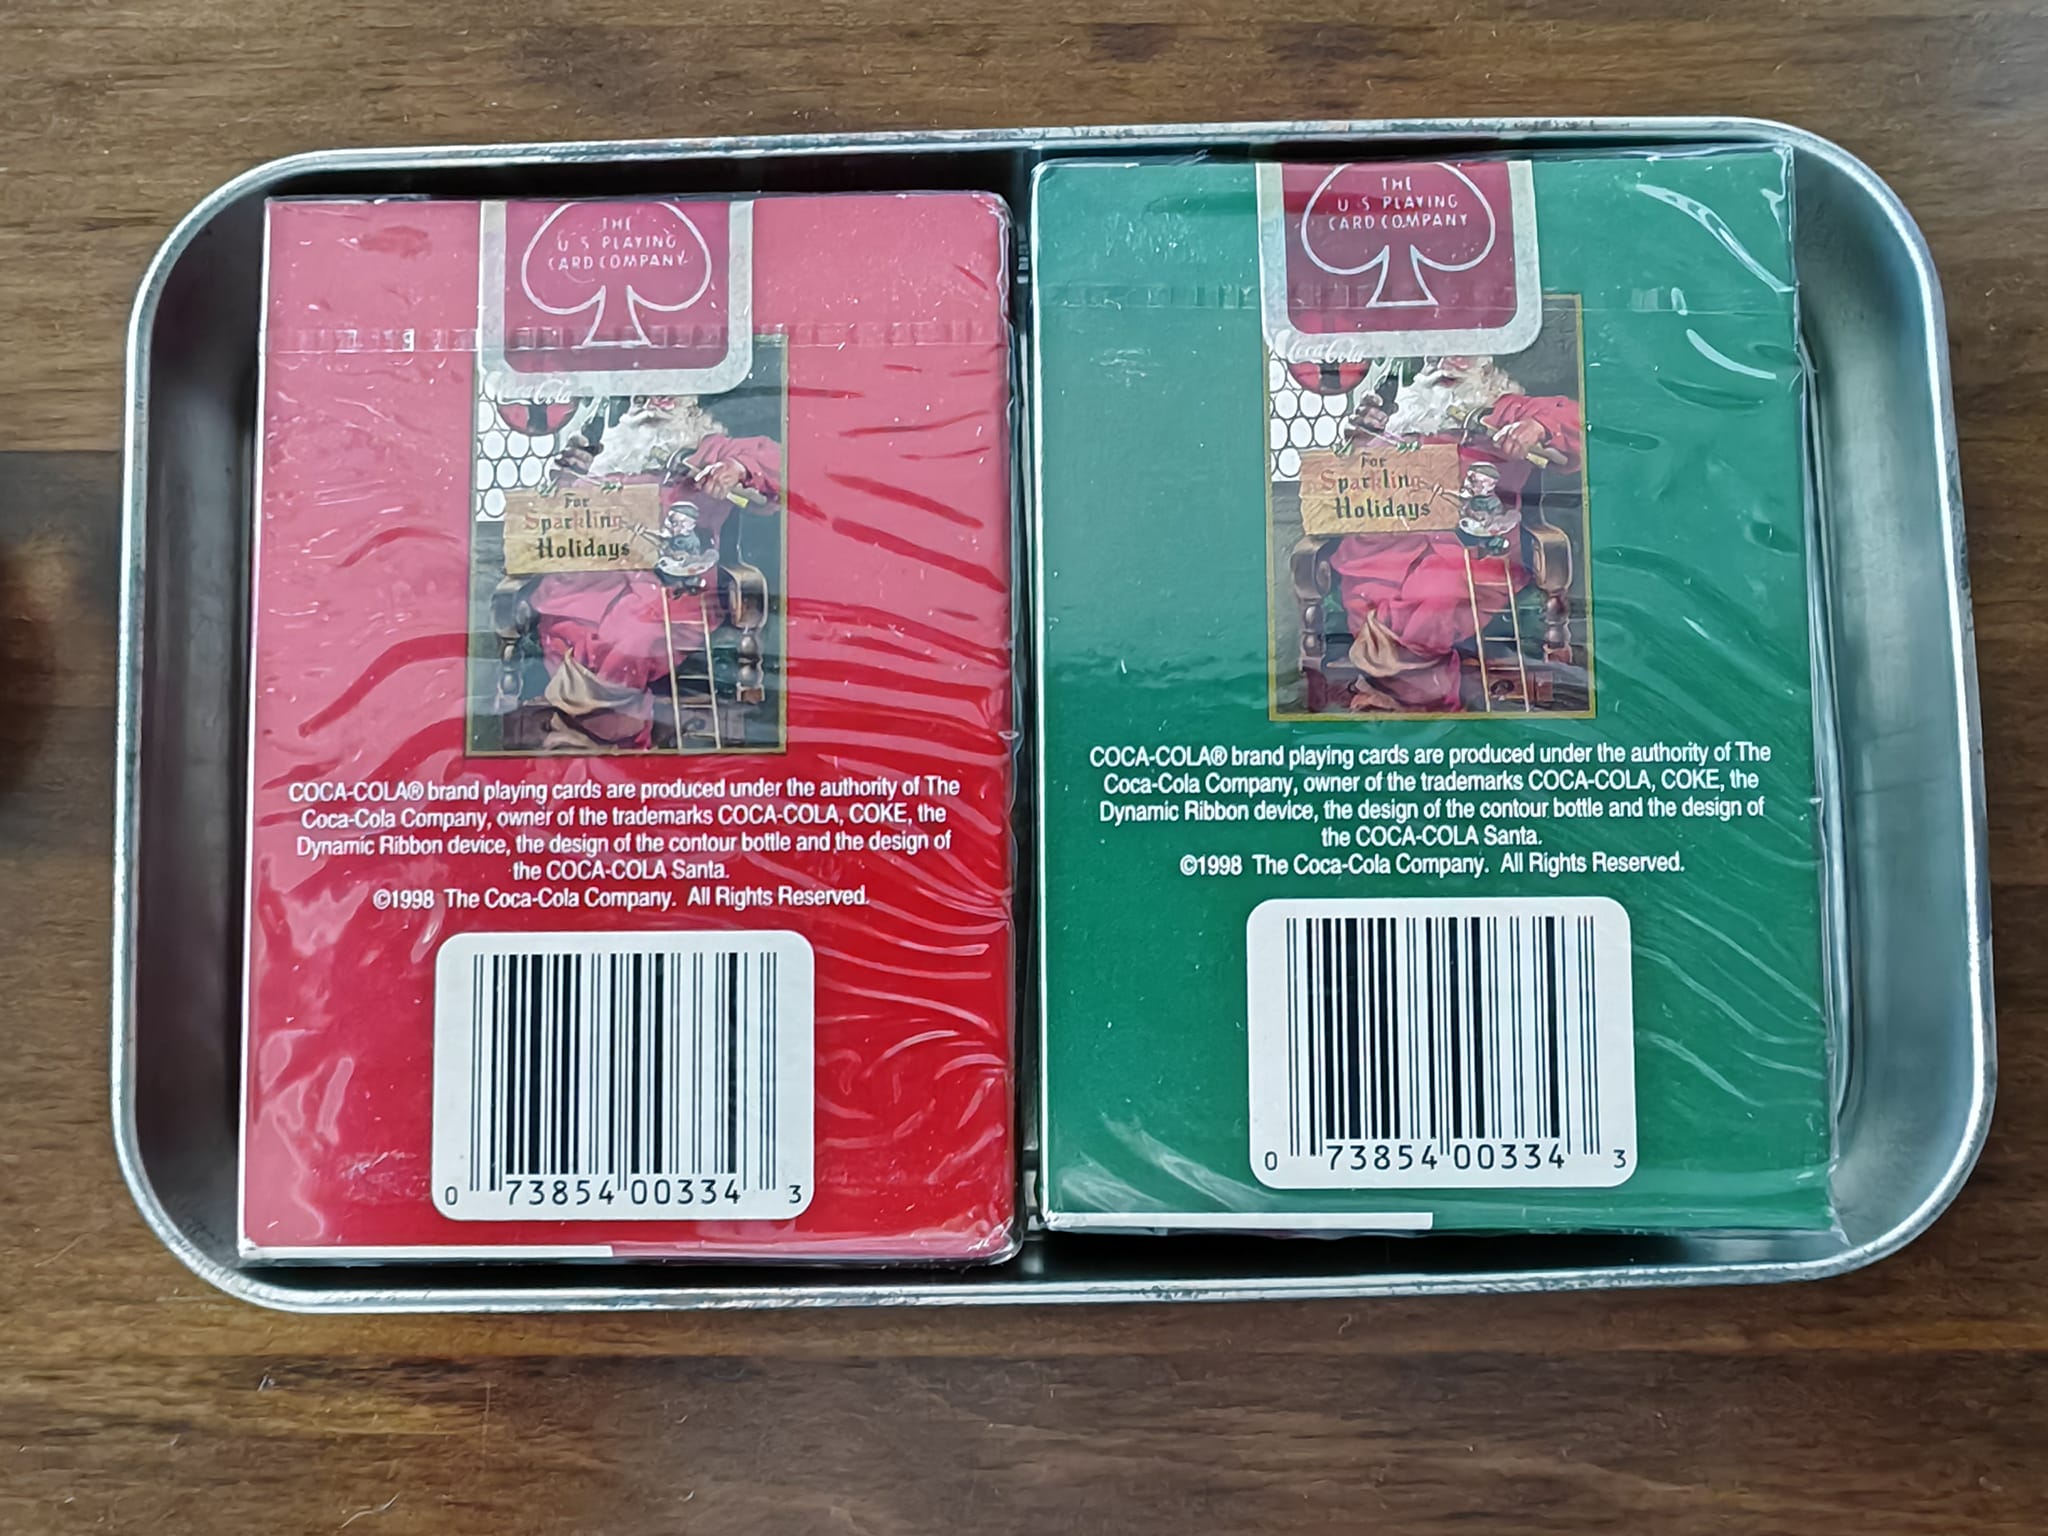 THE
U S PLAYING
CARD COMPANY
Coca-Cola
For
Sparkling
Holidays
COCA-COLA® brand playing cards are produced under the authority of The
Coca-Cola Company, owner of the trademarks COCA-COLA, COKE, the
Dynamic Ribbon device, the design of the contour bottle and the design of
the COCA-COLA Santa.
©1998 The Coca-Cola Company. All Rights Reserved.
0 73854 00334 3
THE
U S PLAYING
CARD COMPANY
Coca-Cola
For
Sparkling
Holidays
COCA-COLA® brand playing cards are produced under the authority of The
Coca-Cola Company, owner of the trademarks COCA-COLA, COKE, the
Dynamic Ribbon device, the design of the contour bottle and the design of
the COCA-COLA Santa.
©1998 The Coca-Cola Company. All Rights Reserved.
0 73854 00334 3